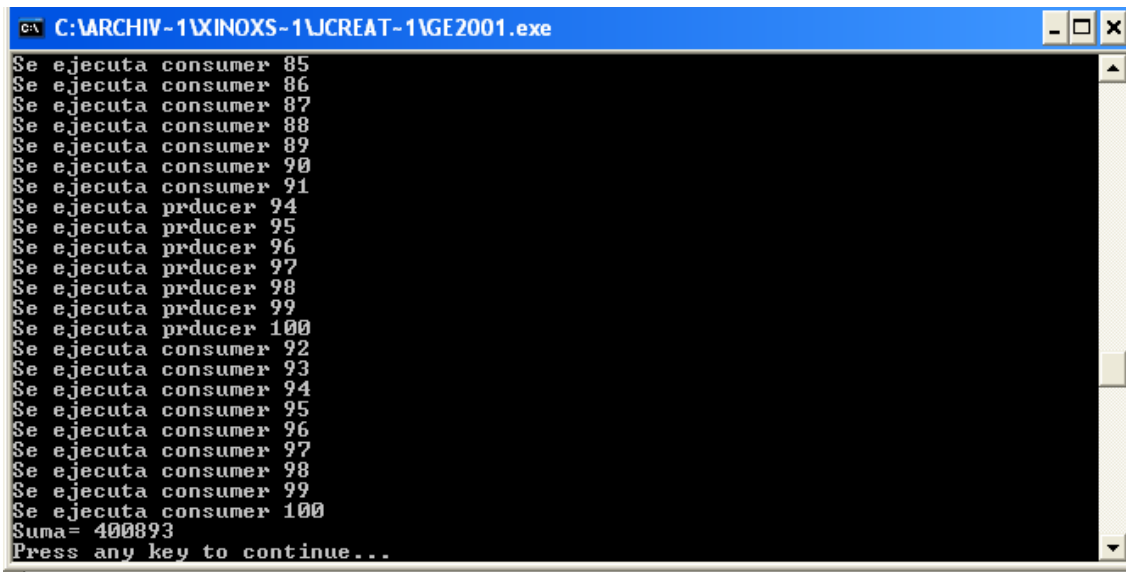 C:\ARCHIV~1\XINOXS~1\JCREAT~1\GE2001.exe
Se ejecuta consumer 85
Se ejecuta consumer 86
Se ejecuta consumer 87
Se ejecuta consumer 88
Se ejecuta consumer 89
Se ejecuta consumer 90
Se ejecuta consumer 91
Se ejecuta prducer 94
Se ejecuta prducer 95
Se ejecuta prducer 96
Se ejecuta prducer 97
Se ejecuta prducer 98
Se ejecuta prducer 99
Se ejecuta prducer 100
Se ejecuta consumer 92
Se ejecuta consumer 93
Se ejecuta consumer 94
Se ejecuta consumer 95
Se ejecuta consumer 96
Se ejecuta consumer 97
Se ejecuta consumer 98
Se ejecuta consumer 99
Se ejecuta consumer 100
Suma= 400893
Press any key to continue...